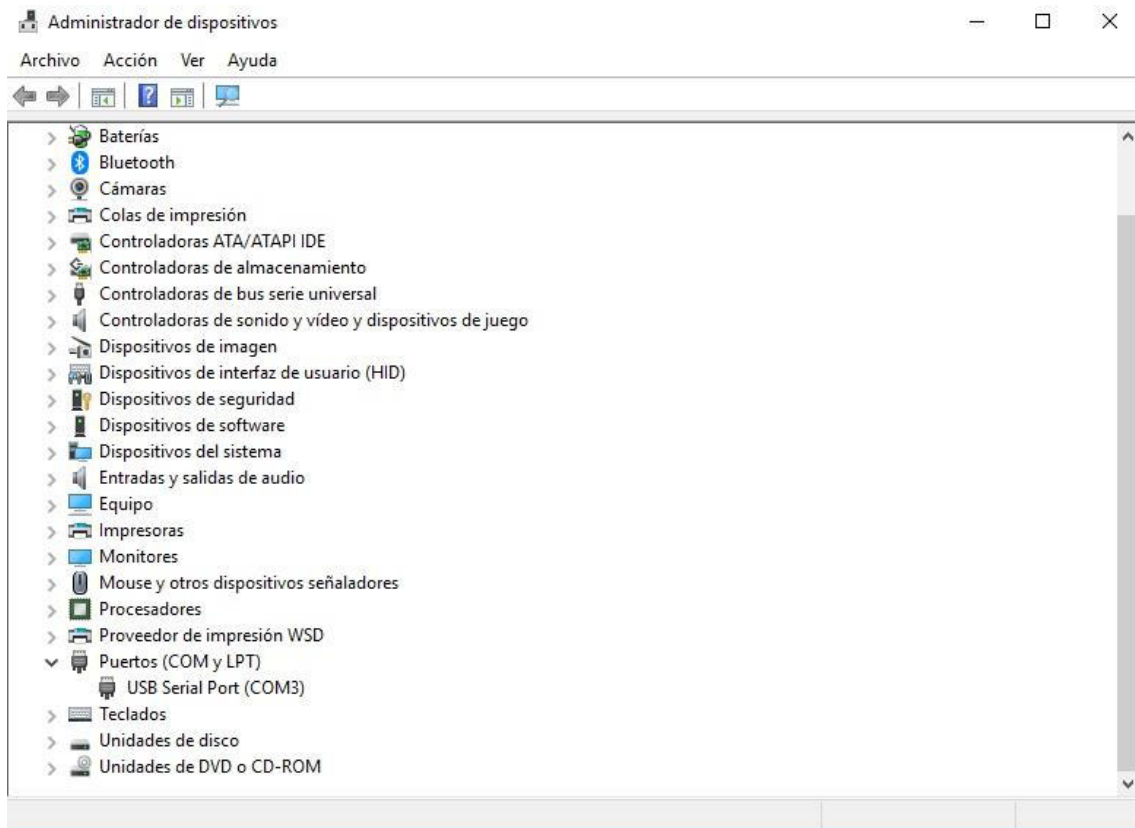 Administrador de dispositivos
Archivo Acción Ver Ayuda
Baterías
Bluetooth
Cámaras
Colas de impresión
Controladoras ATA/ATAPI IDE
Controladoras de almacenamiento
Controladoras de bus serie universal
Controladoras de sonido y vídeo y dispositivos de juego
Dispositivos de imagen
Dispositivos de interfaz de usuario (HID)
Dispositivos de seguridad
Dispositivos de software
Dispositivos del sistema
Entradas y salidas de audio
Equipo
Impresoras
Monitores
Mouse y otros dispositivos señaladores
Procesadores
Proveedor de impresión WSD
Puertos (COM y LPT)
USB Serial Port (COM3)
Teclados
Unidades de disco
Unidades de DVD o CD-ROM